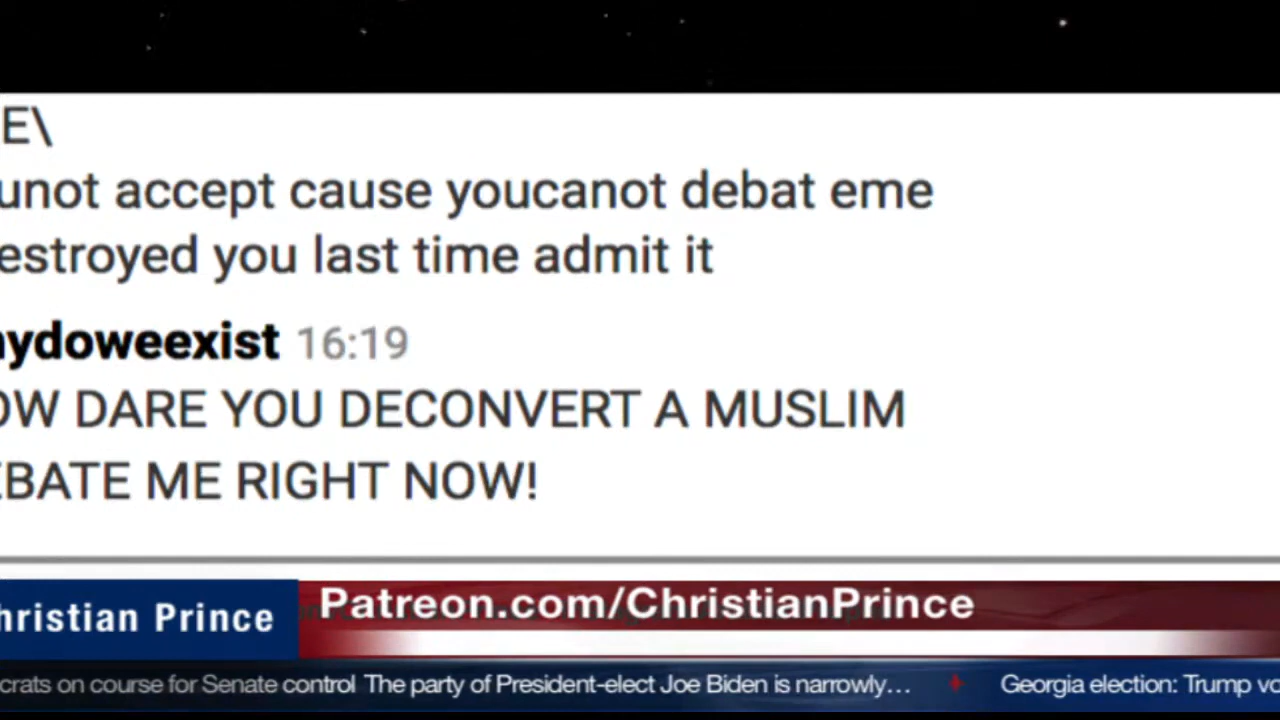 E\
unot accept cause youcanot debat eme
estroyed you last time admit it
ydoweexist 16:19
OW DARE YOU DECONVERT A MUSLIM
EBATE ME RIGHT NOW!
hristian Prince
Patreon.com/ChristianPrince
crats on course for Senate control The party of President-elect Joe Biden is narrowly... Georgia election: Trump vo